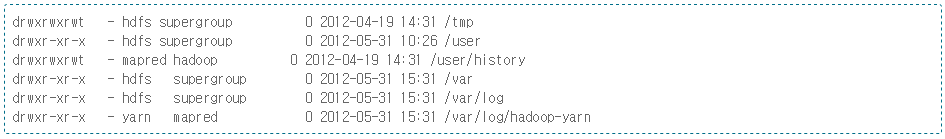 drwxrwxrwt   - hdfs supergroup          0 2012-04-19 14:31 /tmp
drwxr-xr-x   - hdfs supergroup          0 2012-05-31 10:26 /user
drwxrwxrwt   - mapred hadoop          0 2012-04-19 14:31 /user/history
drwxr-xr-x   - hdfs   supergroup        0 2012-05-31 15:31 /var
drwxr-xr-x   - hdfs   supergroup        0 2012-05-31 15:31 /var/log
drwxr-xr-x   - yarn   mapred            0 2012-05-31 15:31 /var/log/hadoop-yarn